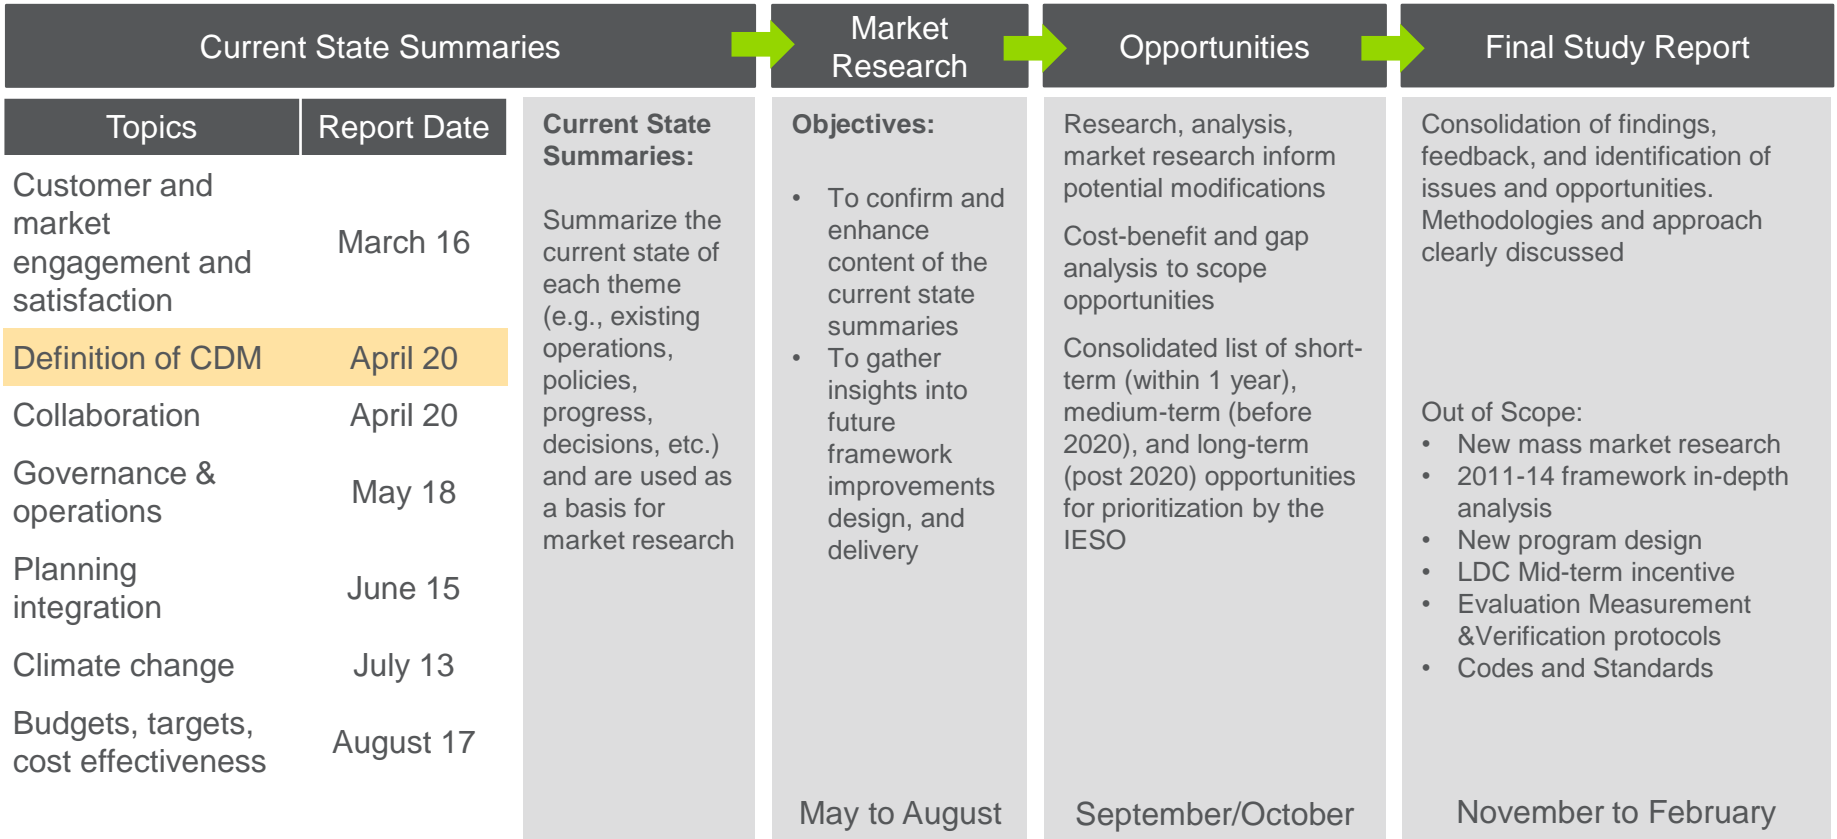 Current State Summaries
Market
Research
Opportunities
Final Study Report
Topics
Report Date
Customer and
market
engagement and
satisfaction
March 16
Definition of CDM
April 20
Collaboration
April 20
Governance &
operations
May 18
Planning
integration
June 15
Climate change
July 13
Budgets, targets,
cost effectiveness
August 17
Current State
Summaries:
Summarize the
current state of
each theme
(e.g., existing
operations,
policies,
progress,
decisions, etc.)
and are used as
a basis for
market research
Objectives:
• To confirm and
enhance
content of the
current state
summaries
• To gather
insights into
future
framework
improvements
design, and
delivery
May to August
Research, analysis,
market research inform
potential modifications
Cost-benefit and gap
analysis to scope
opportunities
Consolidated list of short-
term (within 1 year),
medium-term (before
2020), and long-term
(post 2020) opportunities
for prioritization by the
IESO
September/October
Consolidation of findings,
feedback, and identification of
issues and opportunities.
Methodologies and approach
clearly discussed
Out of Scope:
• New mass market research
• 2011-14 framework in-depth
analysis
• New program design
• LDC Mid-term incentive
• Evaluation Measurement
&Verification protocols
• Codes and Standards
November to February